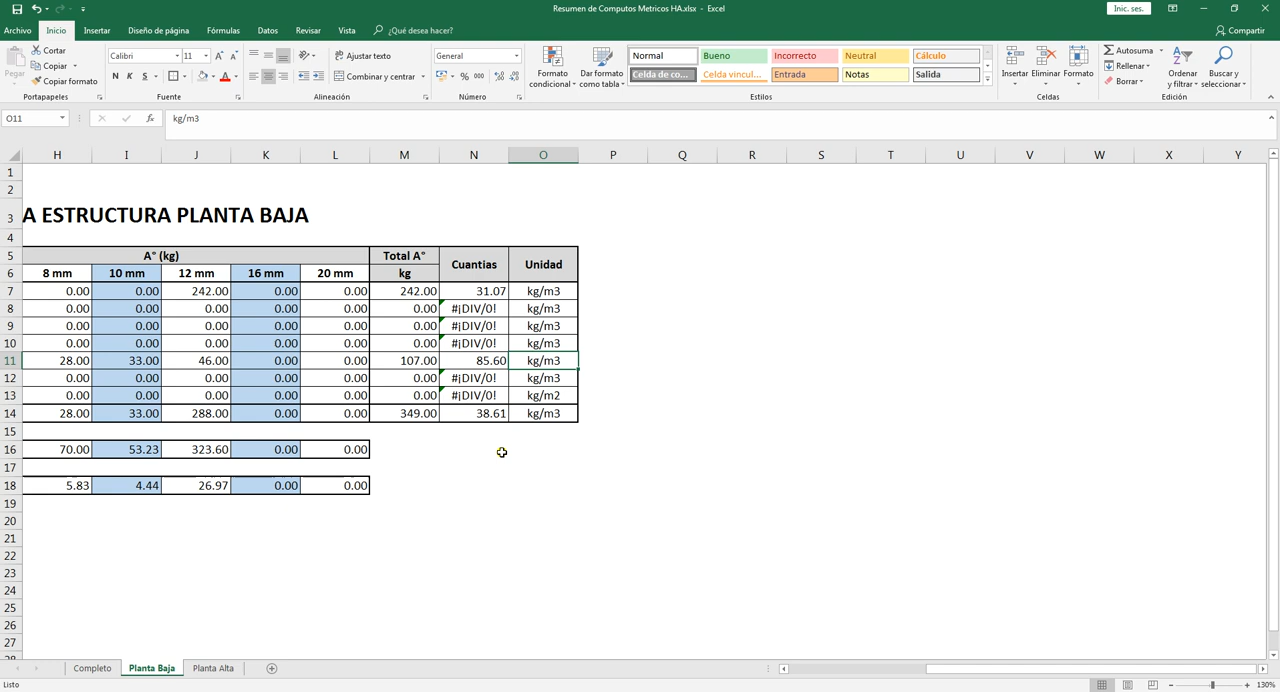 Resumen de Computos Metricos HA.xlsx - Excel
Inic. ses.
Archivo Inicio Insertar Diseño de página Fórmulas Datos Revisar Vista ¿Qué desea hacer? Compartir
Pegar Cortar
Copiar
Copiar formato
Portapapeles
Calibri 11
N K S
Fuente
Ajustar texto
Combinar y centrar
Alineación
General
% 000
Número
Formato condicional
Dar formato como tabla
Normal Bueno Incorrecto Neutral Cálculo
Celda de co... Celda vincul... Entrada Notas Salida
Estilos
Insertar Eliminar Formato
Celdas
Autosuma
Rellenar
Borrar
Ordenar y filtrar
Buscar y seleccionar
Edición
O11 fx kg/m3
H I J K L M N O P Q R S T U V W X Y
1
2
3 A ESTRUCTURA PLANTA BAJA
4
5 A° (kg) Total A° Cuantias Unidad
6 8 mm 10 mm 12 mm 16 mm 20 mm kg
7 0.00 0.00 242.00 0.00 0.00 242.00 31.07 kg/m3
8 0.00 0.00 0.00 0.00 0.00 0.00 #¡DIV/0! kg/m3
9 0.00 0.00 0.00 0.00 0.00 0.00 #¡DIV/0! kg/m3
10 0.00 0.00 0.00 0.00 0.00 0.00 #¡DIV/0! kg/m3
11 28.00 33.00 46.00 0.00 0.00 107.00 85.60 kg/m3
12 0.00 0.00 0.00 0.00 0.00 0.00 #¡DIV/0! kg/m3
13 0.00 0.00 0.00 0.00 0.00 0.00 #¡DIV/0! kg/m2
14 28.00 33.00 288.00 0.00 0.00 349.00 38.61 kg/m3
15
16 70.00 53.23 323.60 0.00 0.00
17
18 5.83 4.44 26.97 0.00 0.00
19
20
21
22
23
24
25
26
27
28
Completo Planta Baja Planta Alta
Listo 130%